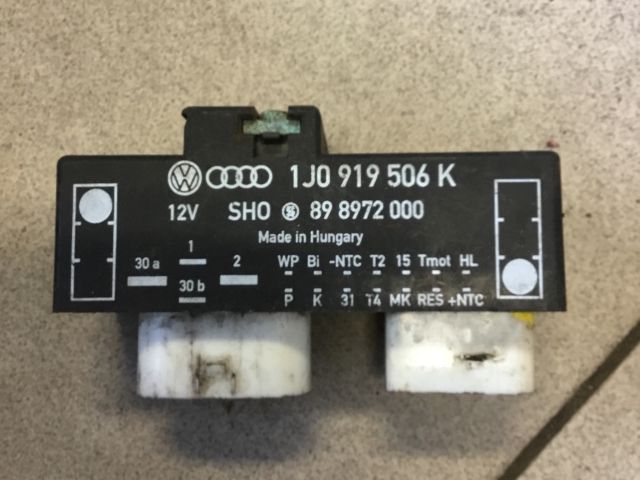 1J0 919 506 K
12V SHO 89 8972 000
Made in Hungary
1
30 a 2
30 b
WP Bi -NTC T2 15 Tmot HL
P K 31 T4 MK RES +NTC